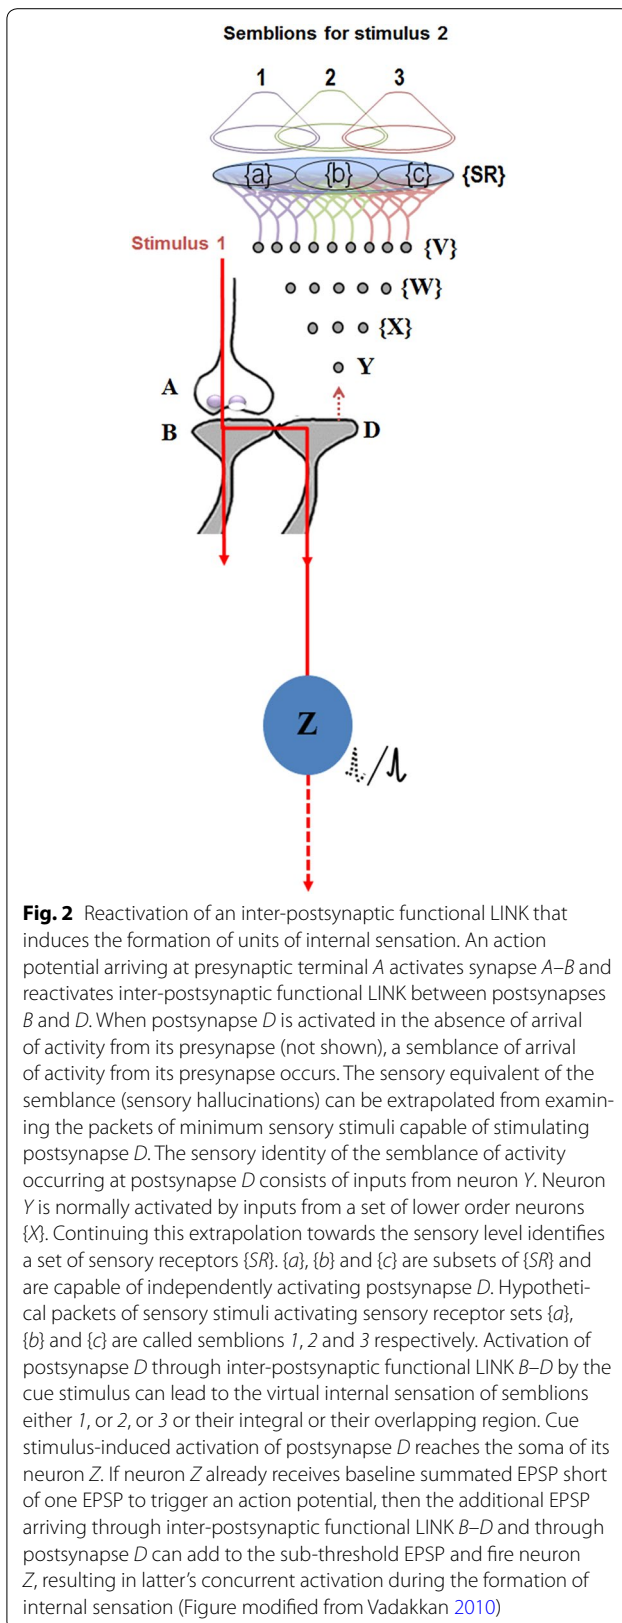 Semblions for stimulus 2
1 2 3
{a} {b} {c} {SR}
Stimulus 1
{V}
{W}
{X}
Y
A
B D
Z
Fig. 2 Reactivation of an inter-postsynaptic functional LINK that
induces the formation of units of internal sensation. An action
potential arriving at presynaptic terminal A activates synapse A–B and
reactivates inter-postsynaptic functional LINK between postsynapses
B and D. When postsynapse D is activated in the absence of arrival
of activity from its presynapse (not shown), a semblance of arrival
of activity from its presynapse occurs. The sensory equivalent of the
semblance (sensory hallucinations) can be extrapolated from examin-
ing the packets of minimum sensory stimuli capable of stimulating
postsynapse D. The sensory identity of the semblance of activity
occurring at postsynapse D consists of inputs from neuron Y. Neuron
Y is normally activated by inputs from a set of lower order neurons
{X}. Continuing this extrapolation towards the sensory level identifies
a set of sensory receptors {SR}. {a}, {b} and {c} are subsets of {SR} and
are capable of independently activating postsynapse D. Hypotheti-
cal packets of sensory stimuli activating sensory receptor sets {a},
{b} and {c} are called semblions 1, 2 and 3 respectively. Activation of
postsynapse D through inter-postsynaptic functional LINK B–D by the
cue stimulus can lead to the virtual internal sensation of semblions
either 1, or 2, or 3 or their integral or their overlapping region. Cue
stimulus-induced activation of postsynapse D reaches the soma of its
neuron Z. If neuron Z already receives baseline summated EPSP short
of one EPSP to trigger an action potential, then the additional EPSP
arriving through inter-postsynaptic functional LINK B–D and through
postsynapse D can add to the sub-threshold EPSP and fire neuron
Z, resulting in latter's concurrent activation during the formation of
internal sensation (Figure modified from Vadakkan 2010)